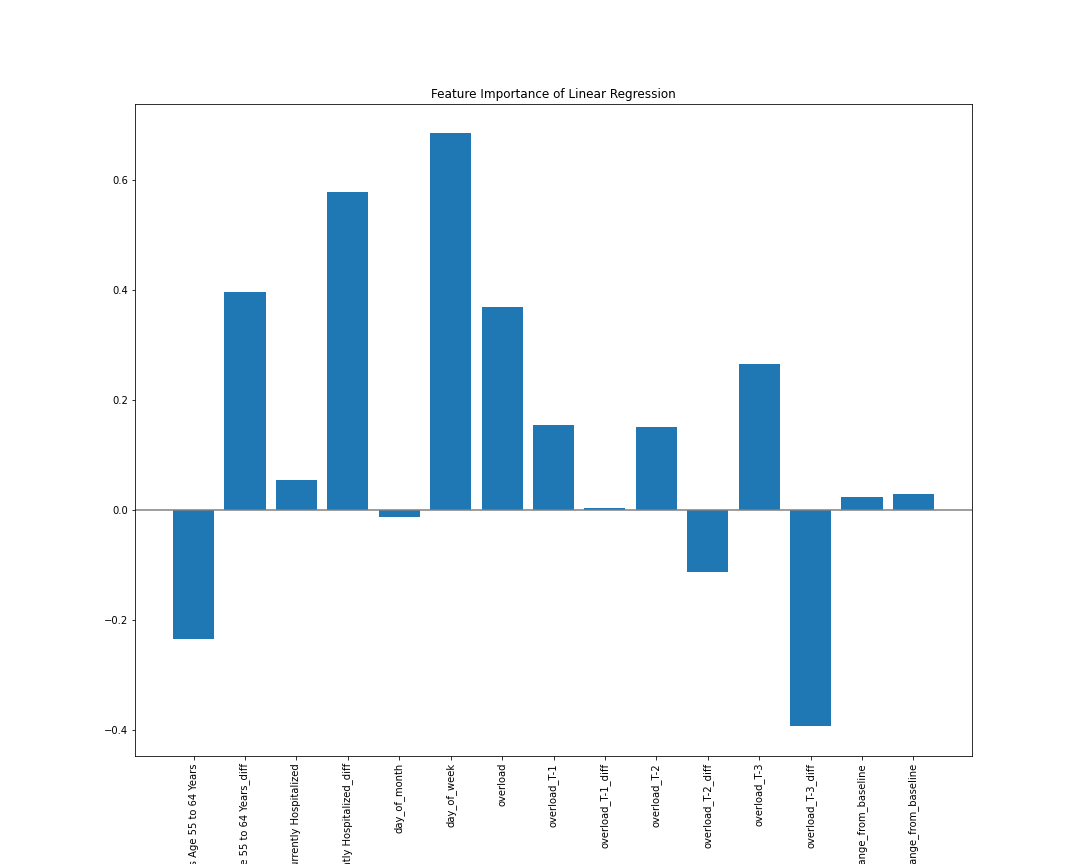 Feature Importance of Linear Regression
0.6
0.4
0.2
0.0
−0.2
−0.4
Age 55 to 64 Years
55 to 64 Years_diff
Hospitalized
Hospitalized_diff
day_of_month
day_of_week
overload
overload_T-1
overload_T-1_diff
overload_T-2
overload_T-2_diff
overload_T-3
overload_T-3_diff
ange_from_baseline
ange_from_baseline